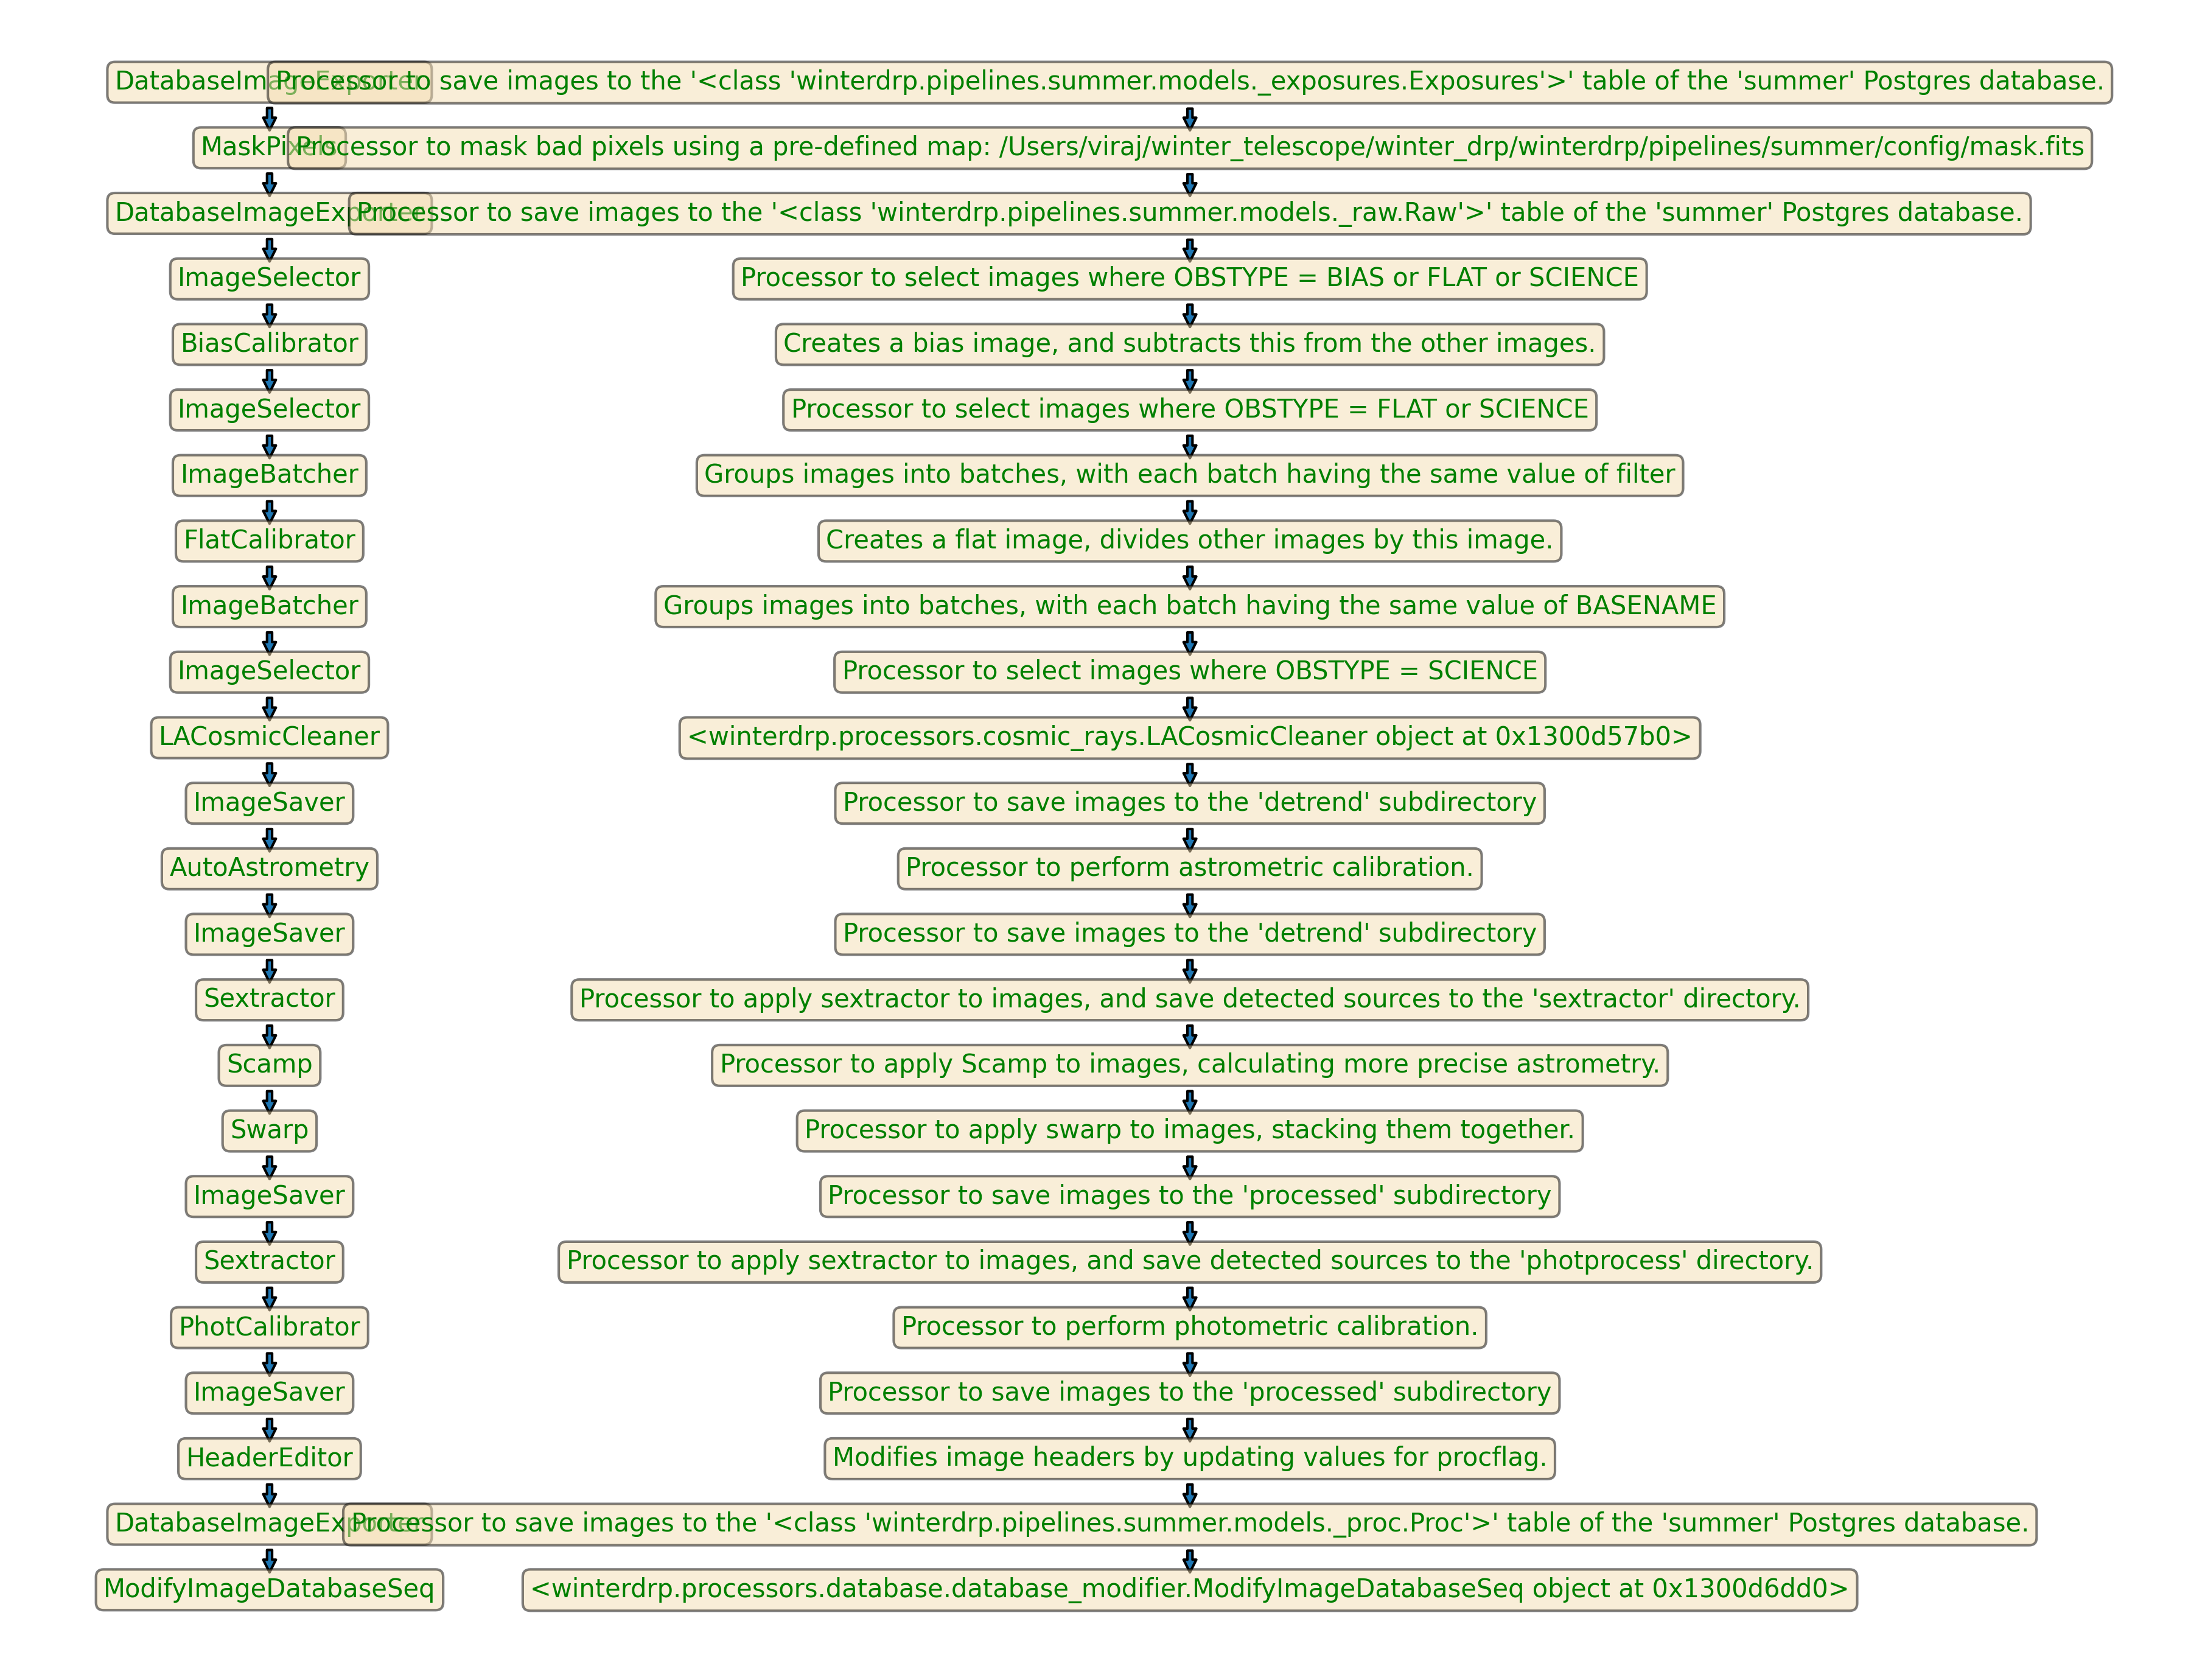 DatabaseImageExporter Processor to save images to the '<class 'winterdrp.pipelines.summer.models._exposures.Exposures'>' table of the 'summer' Postgres database.
MaskPixels Processor to mask bad pixels using a pre-defined map: /Users/viraj/winter_telescope/winter_drp/winterdrp/pipelines/summer/config/mask.fits
DatabaseImageExporter Processor to save images to the '<class 'winterdrp.pipelines.summer.models._raw.Raw'>' table of the 'summer' Postgres database.
ImageSelector Processor to select images where OBSTYPE = BIAS or FLAT or SCIENCE
BiasCalibrator Creates a bias image, and subtracts this from the other images.
ImageSelector Processor to select images where OBSTYPE = FLAT or SCIENCE
ImageBatcher Groups images into batches, with each batch having the same value of filter
FlatCalibrator Creates a flat image, divides other images by this image.
ImageBatcher Groups images into batches, with each batch having the same value of BASENAME
ImageSelector Processor to select images where OBSTYPE = SCIENCE
LACosmicCleaner <winterdrp.processors.cosmic_rays.LACosmicCleaner object at 0x1300d57b0>
ImageSaver Processor to save images to the 'detrend' subdirectory
AutoAstrometry Processor to perform astrometric calibration.
ImageSaver Processor to save images to the 'detrend' subdirectory
Sextractor Processor to apply sextractor to images, and save detected sources to the 'sextractor' directory.
Scamp Processor to apply Scamp to images, calculating more precise astrometry.
Swarp Processor to apply swarp to images, stacking them together.
ImageSaver Processor to save images to the 'processed' subdirectory
Sextractor Processor to apply sextractor to images, and save detected sources to the 'photprocess' directory.
PhotCalibrator Processor to perform photometric calibration.
ImageSaver Processor to save images to the 'processed' subdirectory
HeaderEditor Modifies image headers by updating values for procflag.
DatabaseImageExporter Processor to save images to the '<class 'winterdrp.pipelines.summer.models._proc.Proc'>' table of the 'summer' Postgres database.
ModifyImageDatabaseSeq <winterdrp.processors.database.database_modifier.ModifyImageDatabaseSeq object at 0x1300d6dd0>